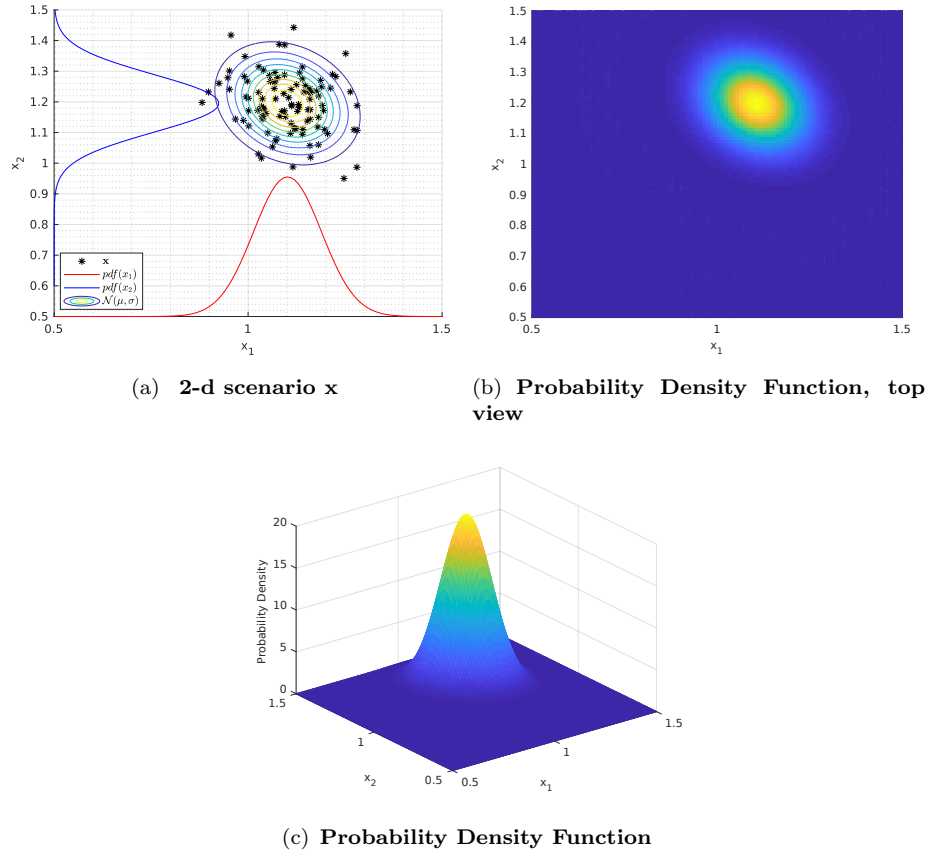 1.5
1.4
1.3
1.2
1.1
1
0.9
0.8
0.7
0.6
0.5
x₂
x
pdf(x₁)
pdf(x₂)
𝒩(μ, σ)
0.5 1 1.5
x₁
1.5
1.4
1.3
1.2
1.1
1
0.9
0.8
0.7
0.6
0.5
x₂
0.5 1 1.5
x₁
(a) 2-d scenario x
(b) Probability Density Function, top
view
20
15
10
5
0
Probability Density
1.5
1
0.5
x₂
0.5
1
1.5
x₁
(c) Probability Density Function